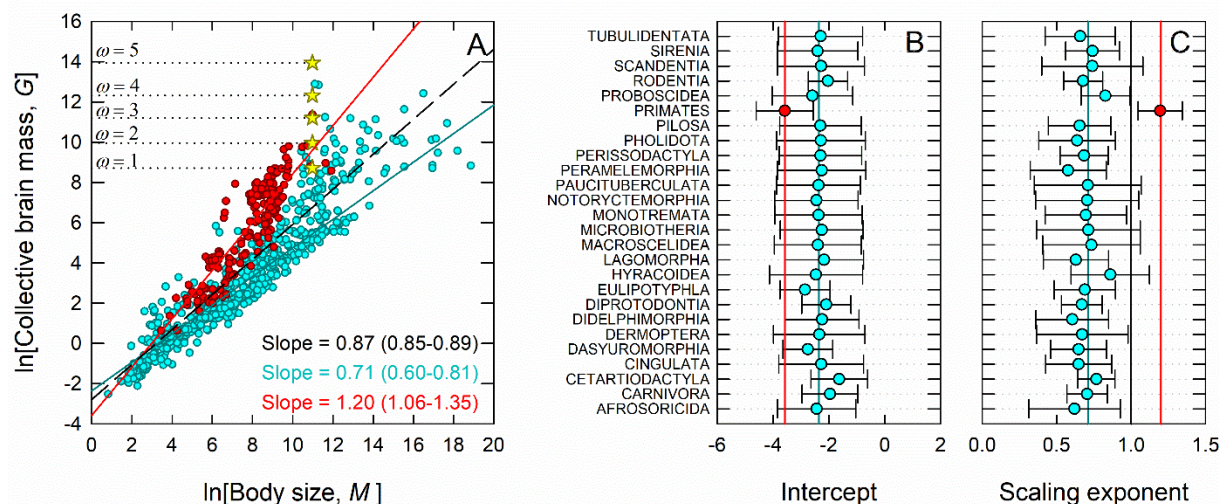 16
14
12
10
8
6
4
2
0
-2
-4
ln[Collective brain mass, G]
ω = 5
ω = 4
ω = 3
ω = 2
ω = 1
A
Slope = 0.87 (0.85-0.89)
Slope = 0.71 (0.60-0.81)
Slope = 1.20 (1.06-1.35)
0 2 4 6 8 10 12 14 16 18 20
ln[Body size, M ]
TUBULIDENTATA
SIRENIA
SCANDENTIA
RODENTIA
PROBOSCIDEA
PRIMATES
PILOSA
PHOLIDOTA
PERISSODACTYLA
PERAMELEMORPHIA
PAUCITUBERCULATA
NOTORYCTEMORPHIA
MONOTREMATA
MICROBIOTHERIA
MACROSCELIDEA
LAGOMORPHA
HYRACOIDEA
EULIPOTYPHLA
DIPROTODONTIA
DIDELPHIMORPHIA
DERMOPTERA
DASYUROMORPHIA
CINGULATA
CETARTIODACTYLA
CARNIVORA
AFROSORICIDA
B
-6 -4 -2 0 2
Intercept
C
0.0 0.5 1.0 1.5
Scaling exponent